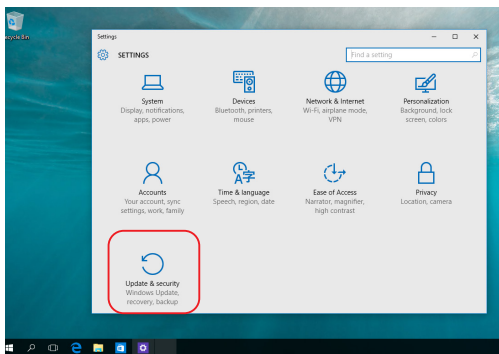 Recycle Bin
Settings
SETTINGS
Find a setting
System
Display, notifications,
apps, power
Devices
Bluetooth, printers,
mouse
Network & Internet
Wi-Fi, airplane mode,
VPN
Personalization
Background, lock
screen, colors
Accounts
Your account, sync
settings, work, family
Time & language
Speech, region, date
Ease of Access
Narrator, magnifier,
high contrast
Privacy
Location, camera
Update & security
Windows Update,
recovery, backup